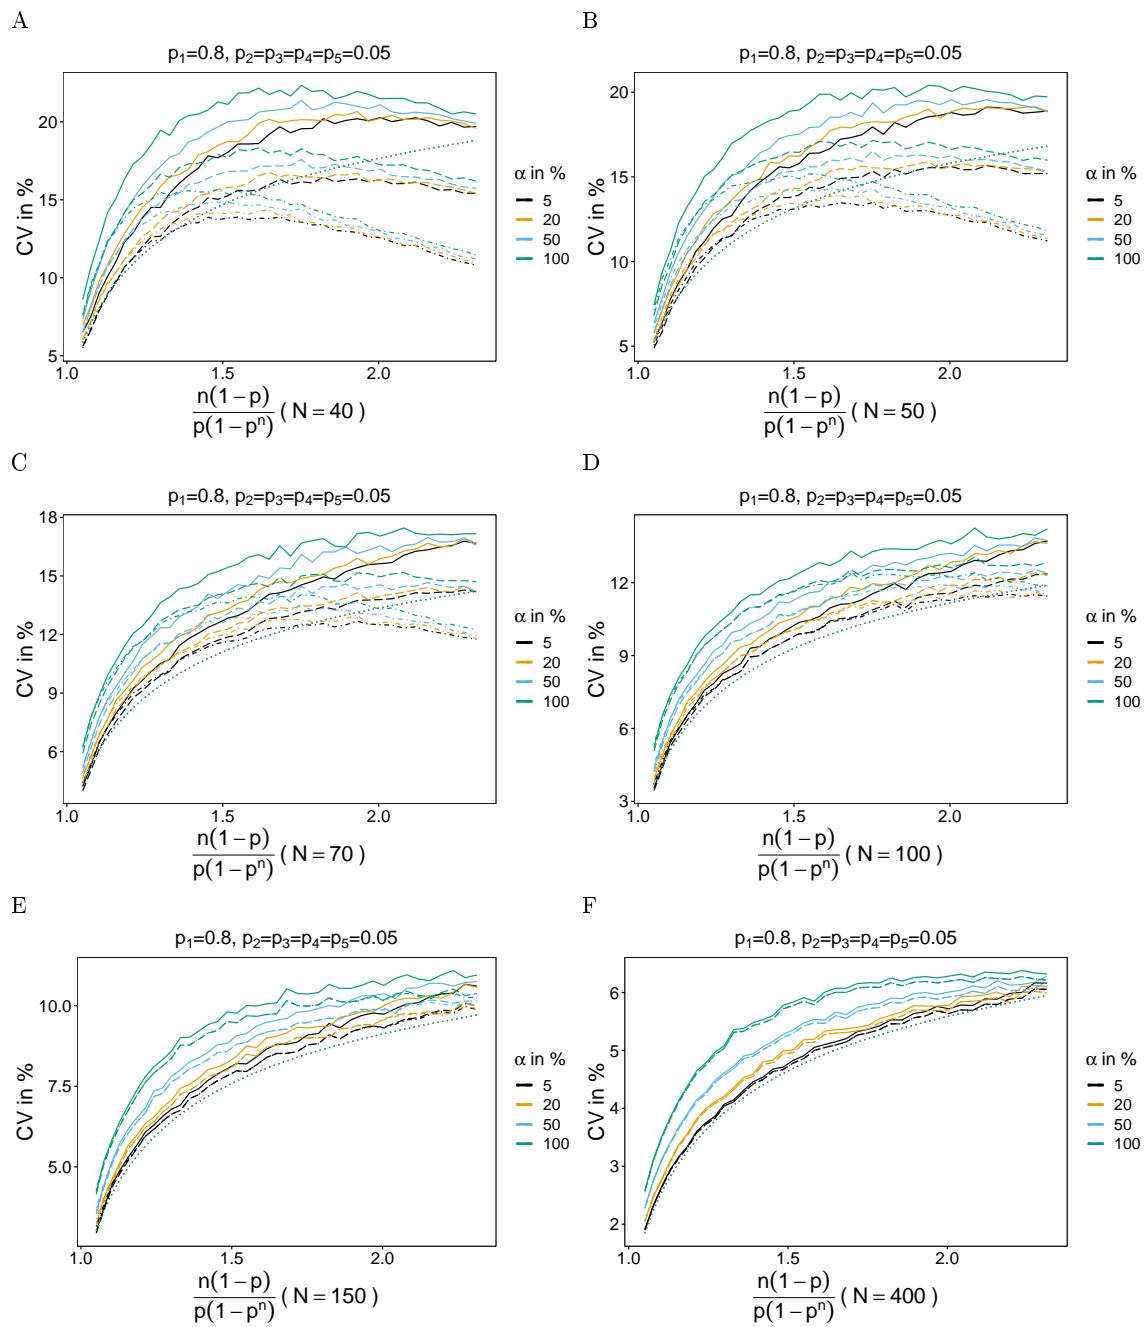 A
p₁=0.8, p₂=p₃=p₄=p₅=0.05
CV in %
20
15
10
5
1.0 1.5 2.0
n(1−p)
p(1−pⁿ) ( N = 40 )
α in %
5
20
50
100
B
p₁=0.8, p₂=p₃=p₄=p₅=0.05
CV in %
20
15
10
5
1.0 1.5 2.0
n(1−p)
p(1−pⁿ) ( N = 50 )
α in %
5
20
50
100
C
p₁=0.8, p₂=p₃=p₄=p₅=0.05
CV in %
18
15
12
9
6
1.0 1.5 2.0
n(1−p)
p(1−pⁿ) ( N = 70 )
α in %
5
20
50
100
D
p₁=0.8, p₂=p₃=p₄=p₅=0.05
CV in %
12
9
6
3
1.0 1.5 2.0
n(1−p)
p(1−pⁿ) ( N = 100 )
α in %
5
20
50
100
E
p₁=0.8, p₂=p₃=p₄=p₅=0.05
CV in %
10.0
7.5
5.0
1.0 1.5 2.0
n(1−p)
p(1−pⁿ) ( N = 150 )
α in %
5
20
50
100
F
p₁=0.8, p₂=p₃=p₄=p₅=0.05
CV in %
6
5
4
3
2
1.0 1.5 2.0
n(1−p)
p(1−pⁿ) ( N = 400 )
α in %
5
20
50
100